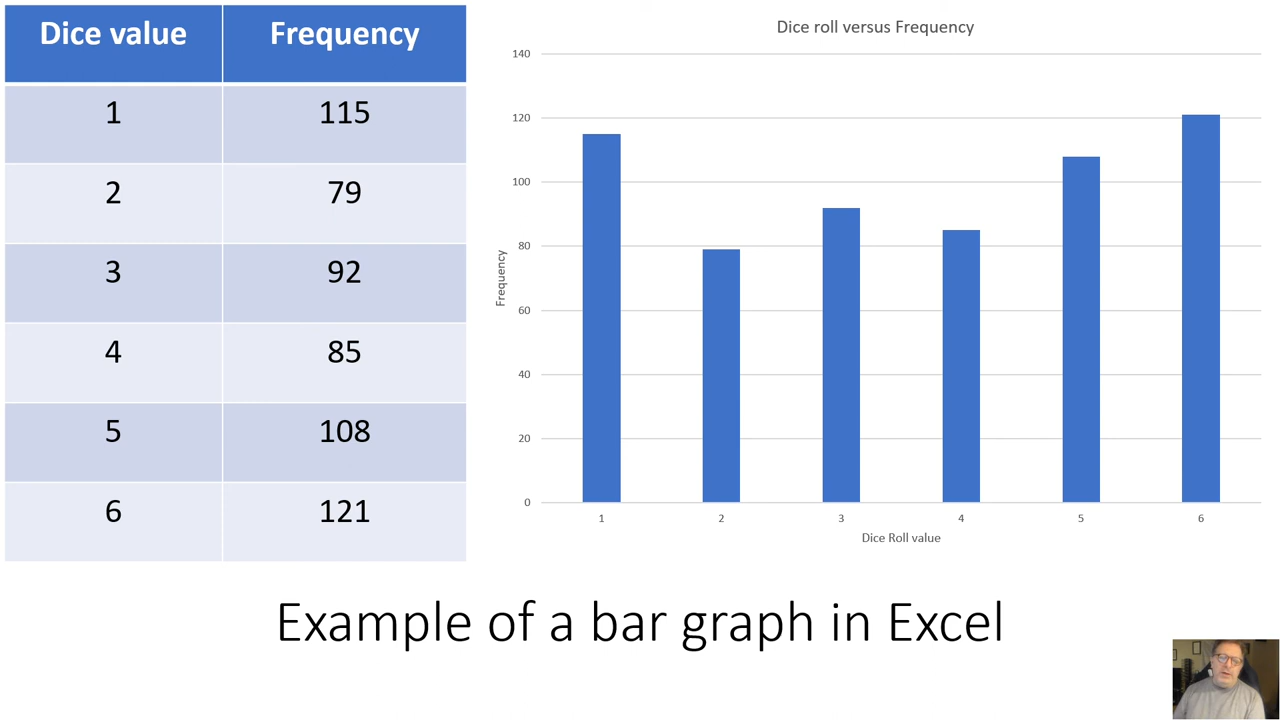 Dice value Frequency
1 115
2 79
3 92
4 85
5 108
6 121
Dice roll versus Frequency
140
120
100
80
60
40
20
0
Frequency
1 2 3 4 5 6
Dice Roll value
Example of a bar graph in Excel